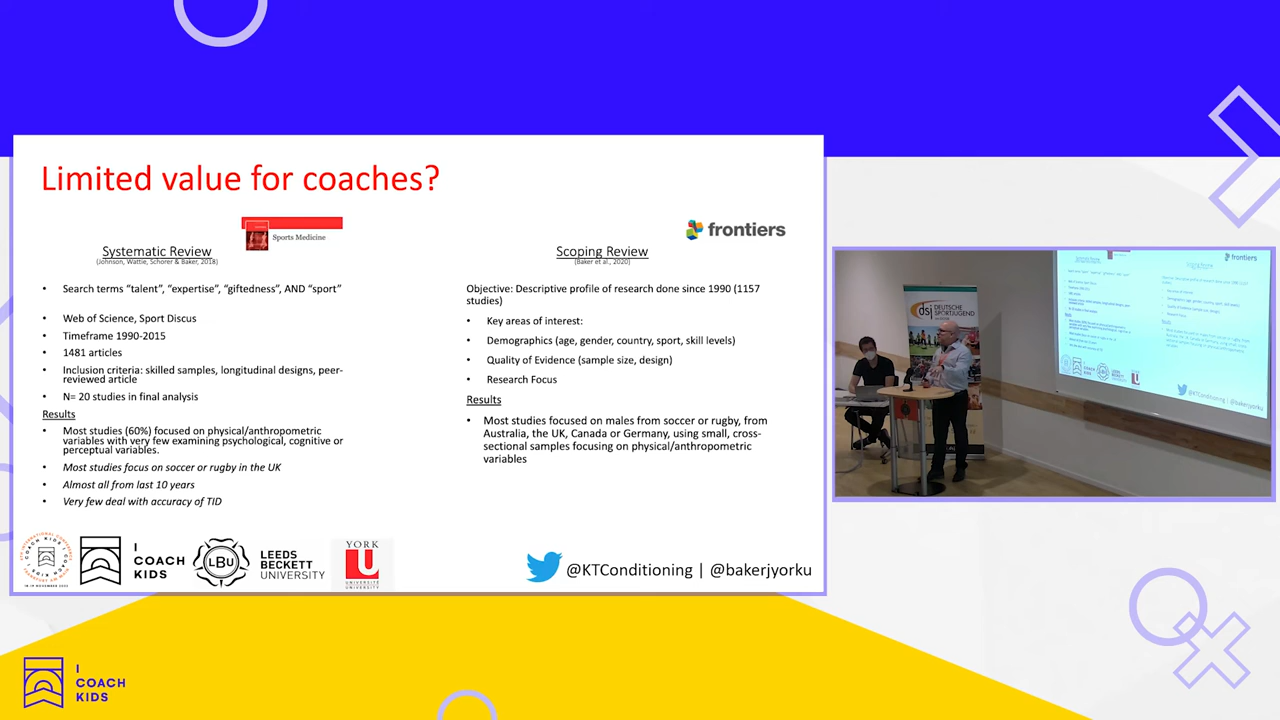 Limited value for coaches?
Sports Medicine
Systematic Review
(Johnson, Wattie, Schorer & Baker, 2018)
• Search terms "talent", "expertise", "giftedness", AND "sport"
• Web of Science, Sport Discus
• Timeframe 1990-2015
• 1481 articles
• Inclusion criteria: skilled samples, longitudinal designs, peer-
reviewed article
• N= 20 studies in final analysis
Results
• Most studies (60%) focused on physical/anthropometric
variables with very few examining psychological, cognitive or
perceptual variables.
• Most studies focus on soccer or rugby in the UK
• Almost all from last 10 years
• Very few deal with accuracy of TID
frontiers
Scoping Review
(Baker et al., 2020)
Objective: Descriptive profile of research done since 1990 (1157
studies)
• Key areas of interest:
• Demographics (age, gender, country, sport, skill levels)
• Quality of Evidence (sample size, design)
• Research Focus
Results
• Most studies focused on males from soccer or rugby, from
Australia, the UK, Canada or Germany, using small, cross-
sectional samples focusing on physical/anthropometric
variables
I
COACH
KIDS
LBU
LEEDS
BECKETT
UNIVERSITY
YORK
U
UNIVERSITÉ
UNIVERSITY
@KTConditioning | @bakerjyorku
dsj
DEUTSCHE
SPORTJUGEND
frontiers
@KTConditioning | @bakerjyorku
I
COACH
KIDS